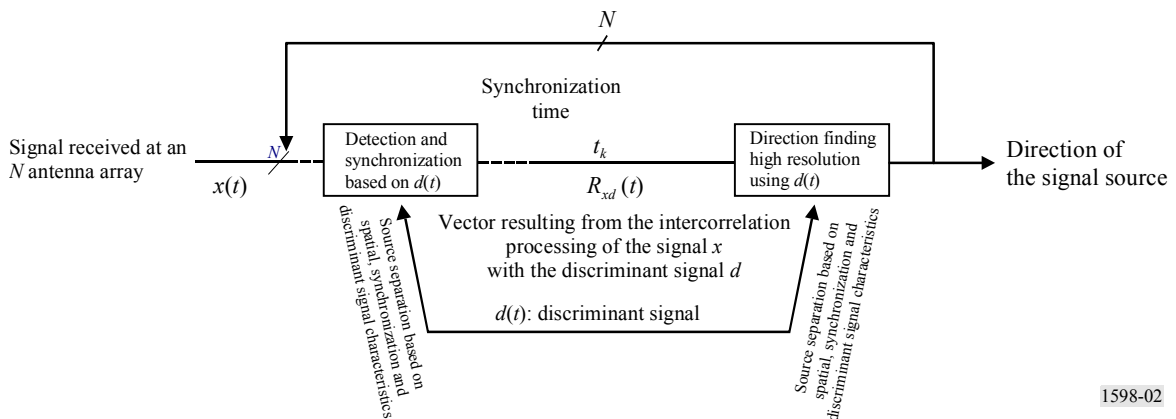 N
Synchronization
time
Signal received at an
N antenna array
N
x(t)
Detection and
synchronization
based on d(t)
t_k
R_xd (t)
Direction finding
high resolution
using d(t)
Direction of
the signal source
Vector resulting from the intercorrelation
processing of the signal x
with the discriminant signal d
d(t): discriminant signal
Source separation based on
spatial, synchronization and
discriminant signal characteristics
Source separation based on
spatial, synchronization and
discriminant signal characteristics
1598-02